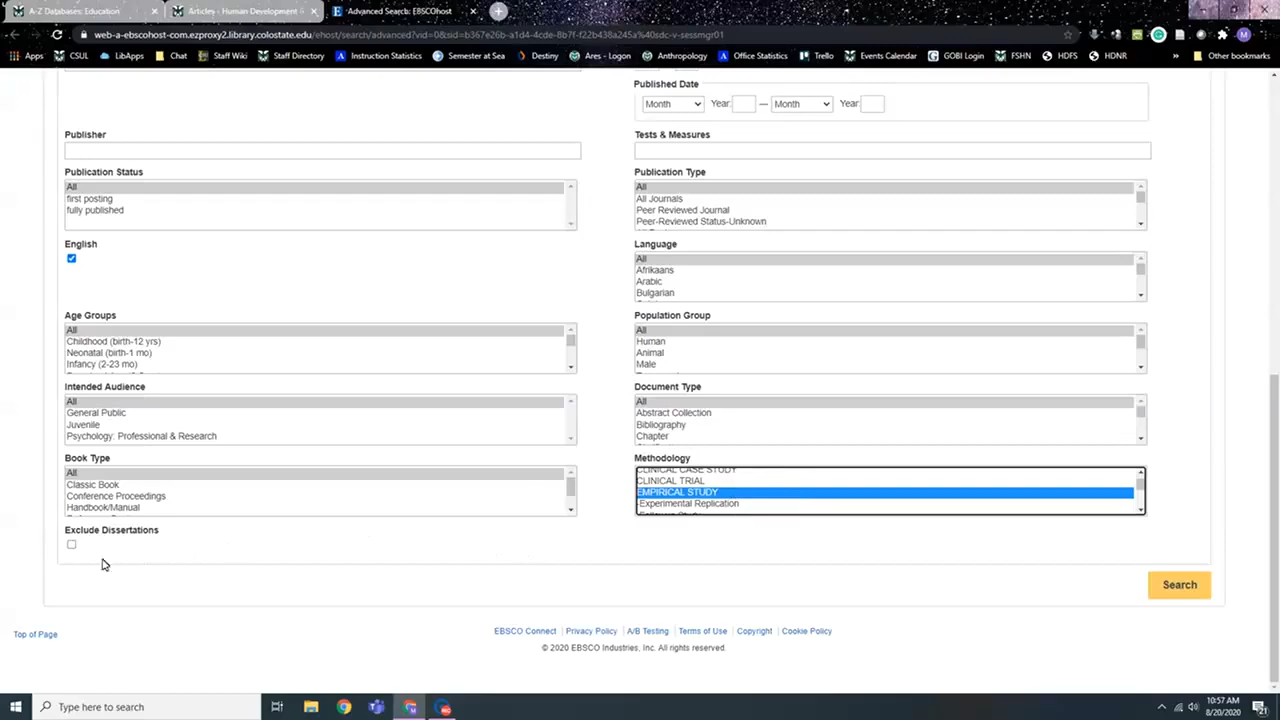 A-Z Databases: Education
Articles - Human Development &
Advanced Search: EBSCOhost
web-a-ebscohost-com.ezproxy2.library.colostate.edu/ehost/search/advanced?vid=0&sid=b367e26b-a1d4-4cde-8b7f-f22b438a245a%40sdc-v-sessmgr01
Apps CSUL LibApps Chat Staff Wiki Staff Directory Instruction Statistics Semester at Sea Destiny Ares - Logon Anthropology Office Statistics Trello Events Calendar GOBI Login FSHN HDFS HDNR » Other bookmarks
Published Date
Month Year: — Month Year:
Publisher
Tests & Measures
Publication Status
All
first posting
fully published
Publication Type
All
All Journals
Peer Reviewed Journal
Peer-Reviewed Status-Unknown
English
Language
All
Afrikaans
Arabic
Bulgarian
Age Groups
All
Childhood (birth-12 yrs)
Neonatal (birth-1 mo)
Infancy (2-23 mo)
Population Group
All
Human
Animal
Male
Intended Audience
All
General Public
Juvenile
Psychology: Professional & Research
Document Type
All
Abstract Collection
Bibliography
Chapter
Book Type
All
Classic Book
Conference Proceedings
Handbook/Manual
Methodology
CLINICAL CASE STUDY
CLINICAL TRIAL
EMPIRICAL STUDY
-Experimental Replication
Exclude Dissertations
Search
Top of Page
EBSCO Connect | Privacy Policy | A/B Testing | Terms of Use | Copyright | Cookie Policy
© 2020 EBSCO Industries, Inc. All rights reserved.
Type here to search
10:57 AM
8/20/2020
21